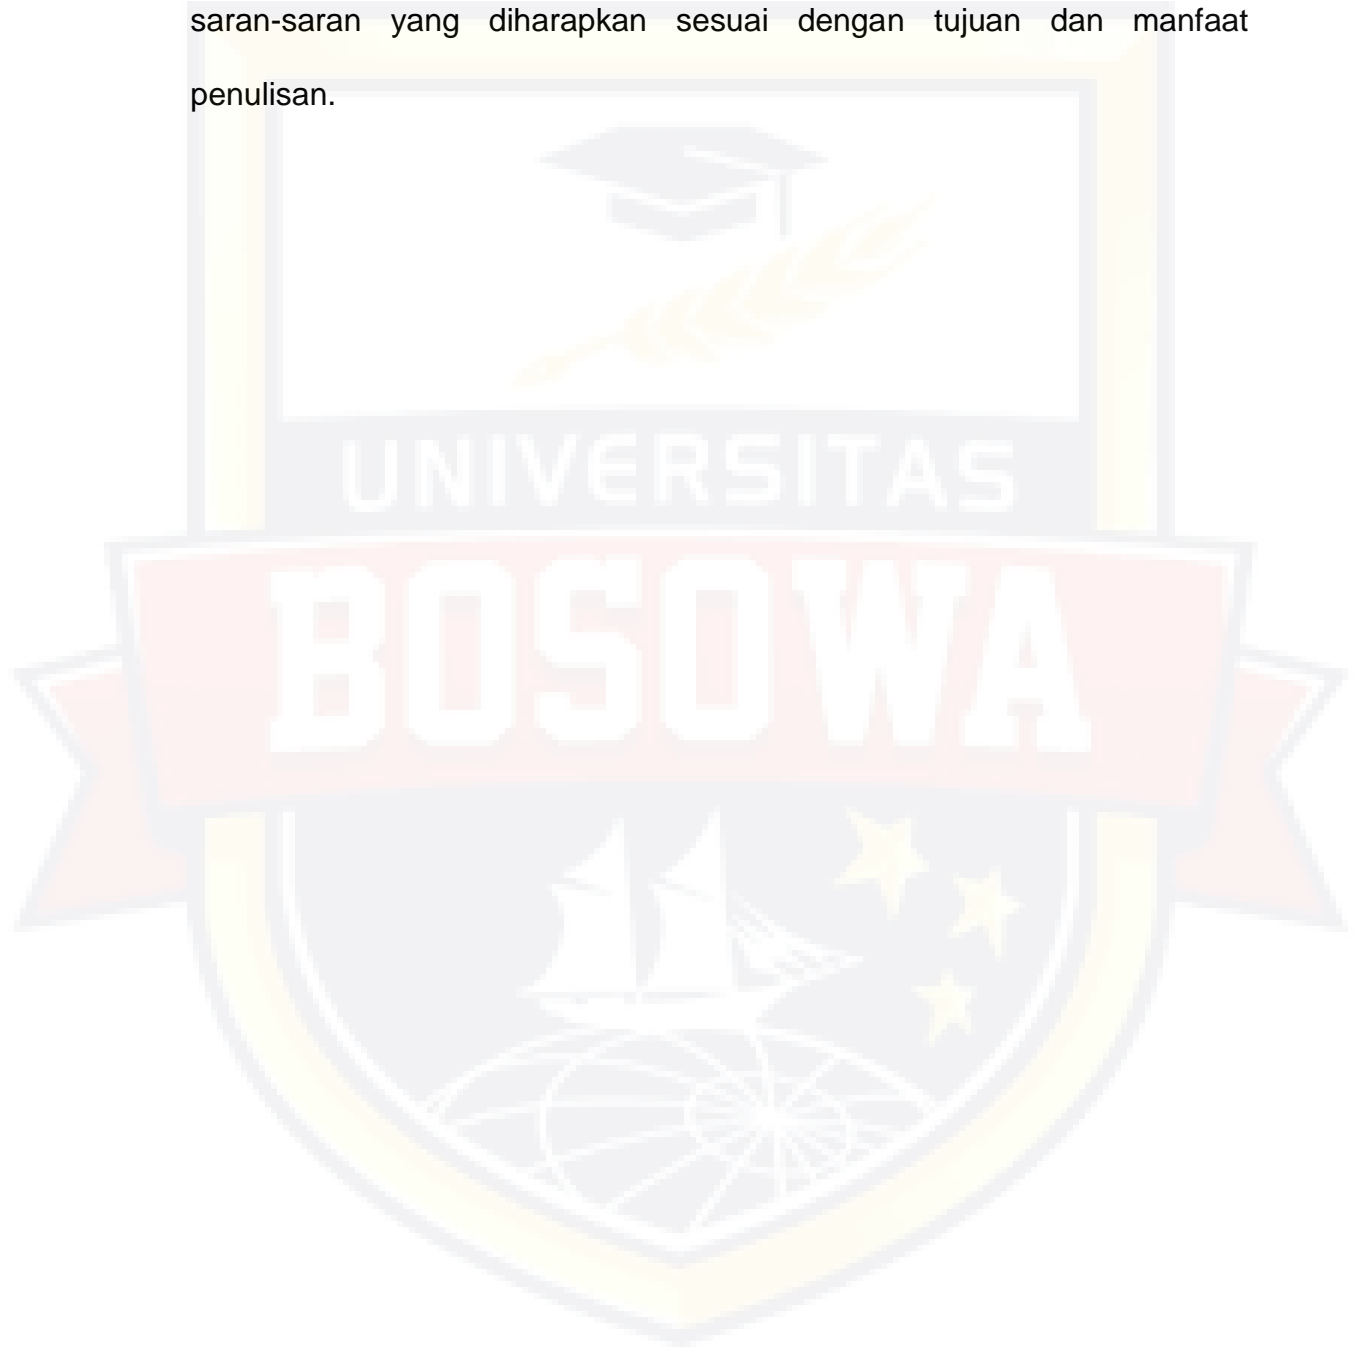 saran-saran yang diharapkan sesuai dengan tujuan dan manfaat
penulisan.
UNIVERSITAS
BOSOWA